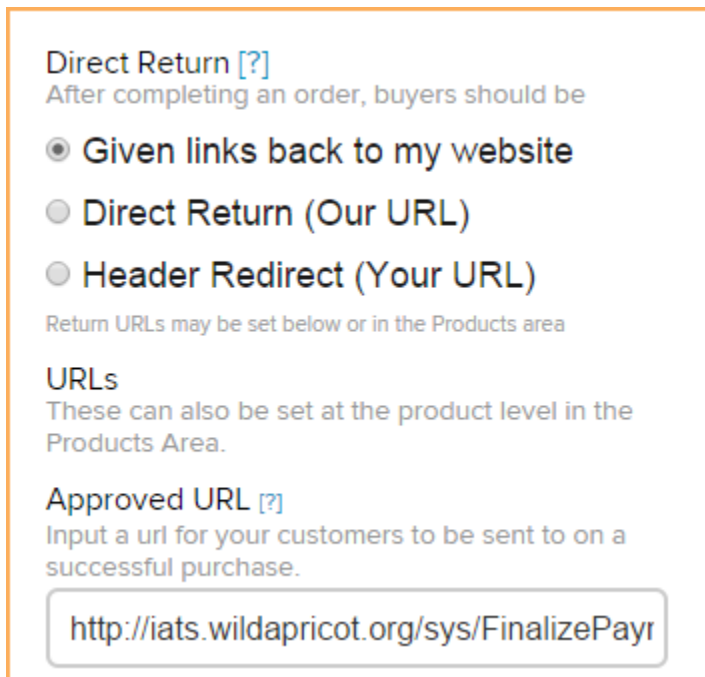 Direct Return [?]
After completing an order, buyers should be
Given links back to my website
Direct Return (Our URL)
Header Redirect (Your URL)
Return URLs may be set below or in the Products area
URLs
These can also be set at the product level in the
Products Area.
Approved URL [?]
Input a url for your customers to be sent to on a
successful purchase.
http://iats.wildapricot.org/sys/FinalizePayr